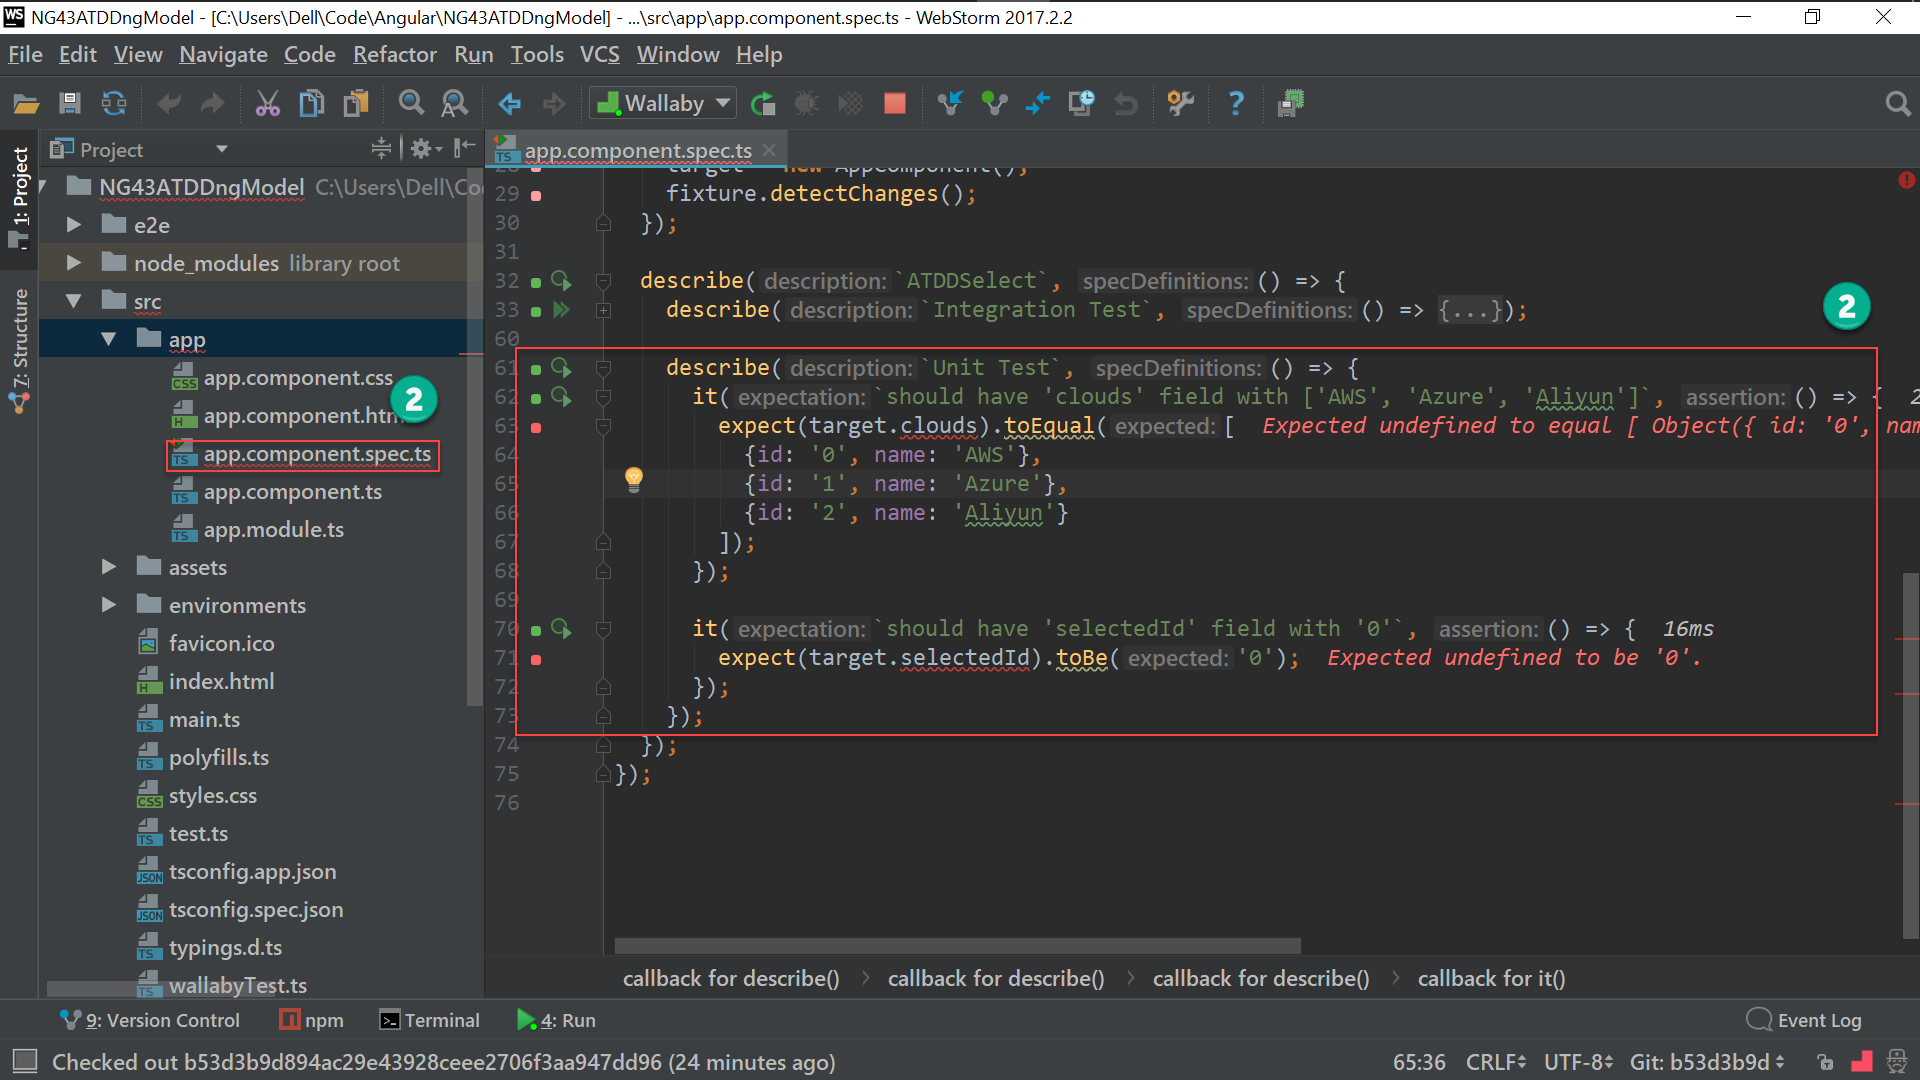 WS NG43ATDDngModel - [C:\Users\Dell\Code\Angular\NG43ATDDngModel] - ...\src\app\app.component.spec.ts - WebStorm 2017.2.2
File Edit View Navigate Code Refactor Run Tools VCS Window Help
Wallaby
1: Project
7: Structure
Project
NG43ATDDngModel C:\Users\Dell\Co
e2e
node_modules library root
src
app
app.component.css
app.component.htm
2
app.component.spec.ts
app.component.ts
app.module.ts
assets
environments
favicon.ico
index.html
main.ts
polyfills.ts
styles.css
test.ts
tsconfig.app.json
tsconfig.spec.json
typings.d.ts
wallabyTest.ts
app.component.spec.ts
28 target = new AppComponent();
29 fixture.detectChanges();
30 });
31
32 describe( description: `ATDDSelect`, specDefinitions: () => {
33 describe( description: `Integration Test`, specDefinitions: () => {...});
2
60
61 describe( description: `Unit Test`, specDefinitions: () => {
62 it( expectation: `should have 'clouds' field with ['AWS', 'Azure', 'Aliyun']`, assertion: () => { 2
63 expect(target.clouds).toEqual( expected: [ Expected undefined to equal [ Object({ id: '0', nam
64 {id: '0', name: 'AWS'},
65 {id: '1', name: 'Azure'},
66 {id: '2', name: 'Aliyun'}
67 ]);
68 });
69
70 it( expectation: `should have 'selectedId' field with '0'`, assertion: () => { 16ms
71 expect(target.selectedId).toBe( expected: '0'); Expected undefined to be '0'.
72 });
73 });
74 });
75 });
76
callback for describe() callback for describe() callback for describe() callback for it()
9: Version Control npm Terminal 4: Run Event Log
Checked out b53d3b9d894ac29e43928ceee2706f3aa947dd96 (24 minutes ago) 65:36 CRLF UTF-8 Git: b53d3b9d